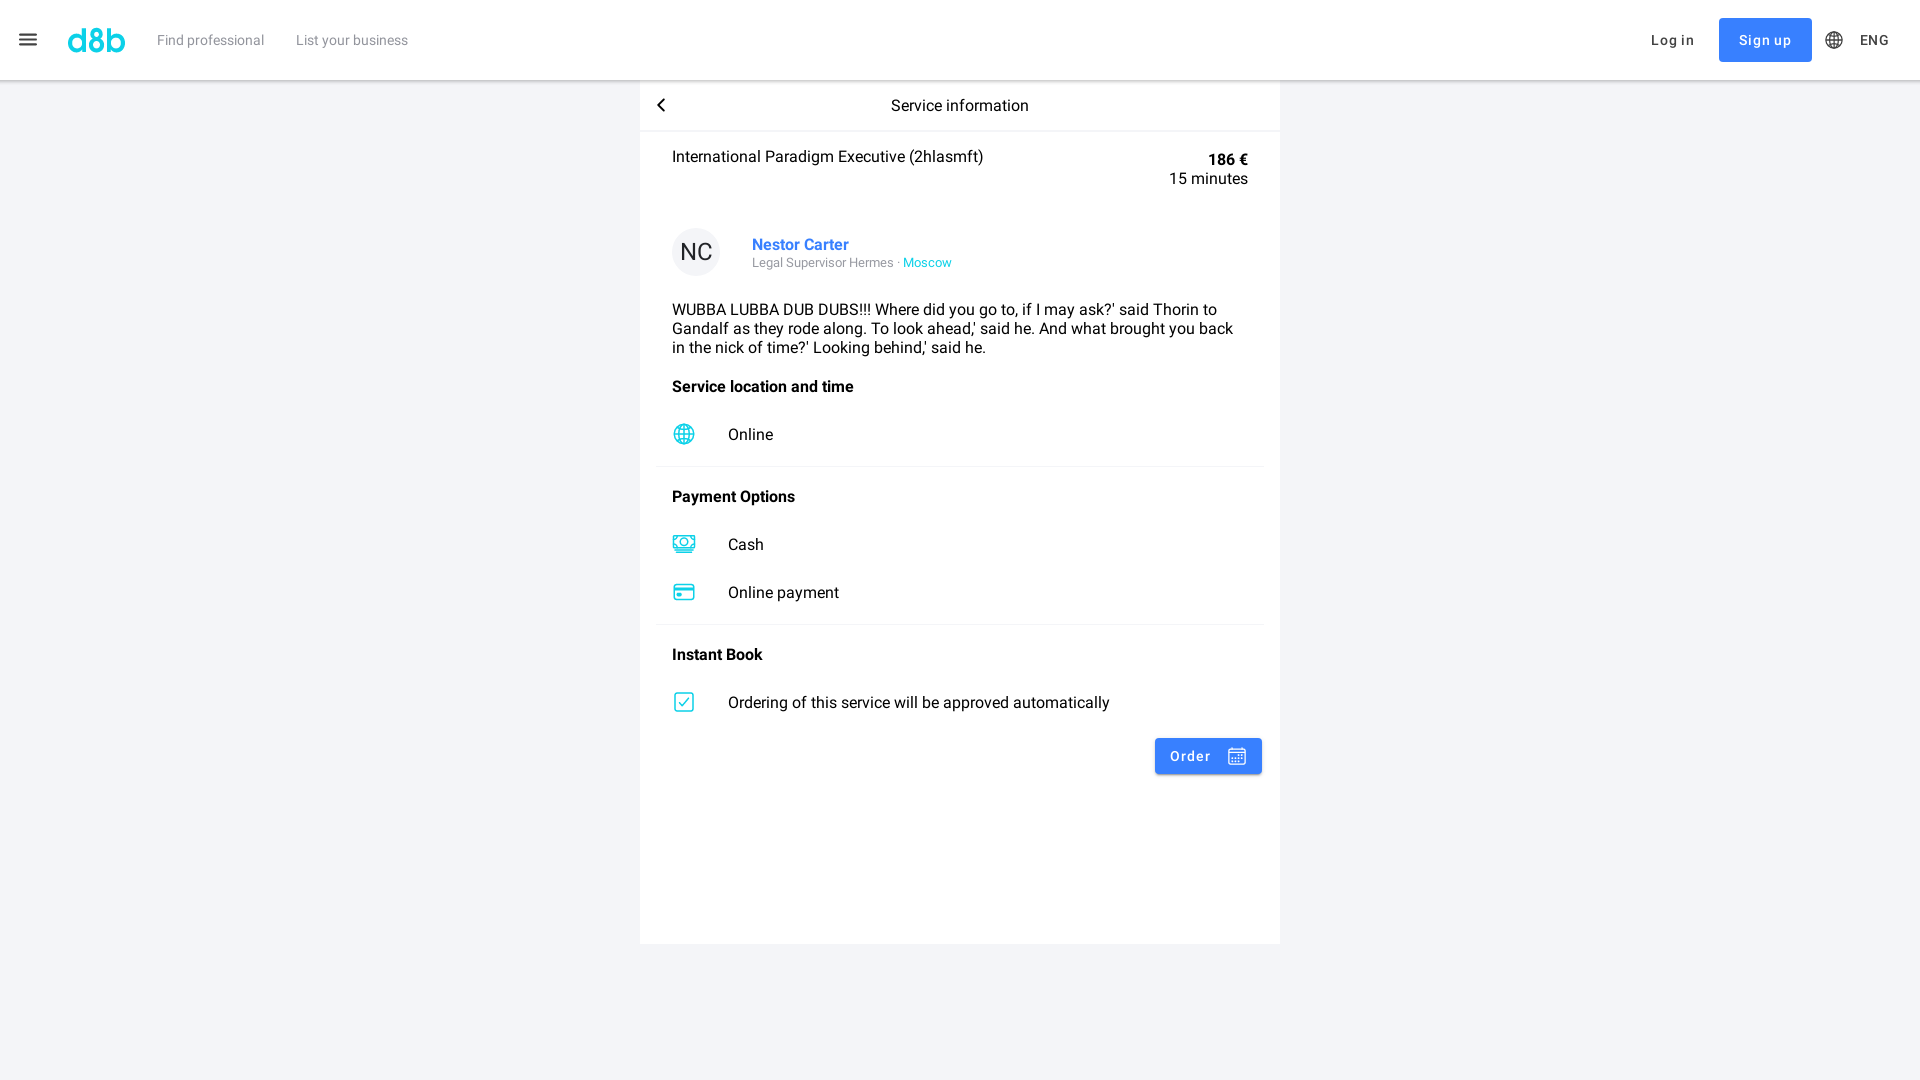 d8b
Find professional
List your business
Log in
Sign up
ENG
Service information
International Paradigm Executive (2hlasmft)
186 €
15 minutes
NC
Nestor Carter
Legal Supervisor Hermes · Moscow
WUBBA LUBBA DUB DUBS!!! Where did you go to, if I may ask?' said Thorin to
Gandalf as they rode along. To look ahead,' said he. And what brought you back
in the nick of time?' Looking behind,' said he.
Service location and time
Online
Payment Options
Cash
Online payment
Instant Book
Ordering of this service will be approved automatically
Order